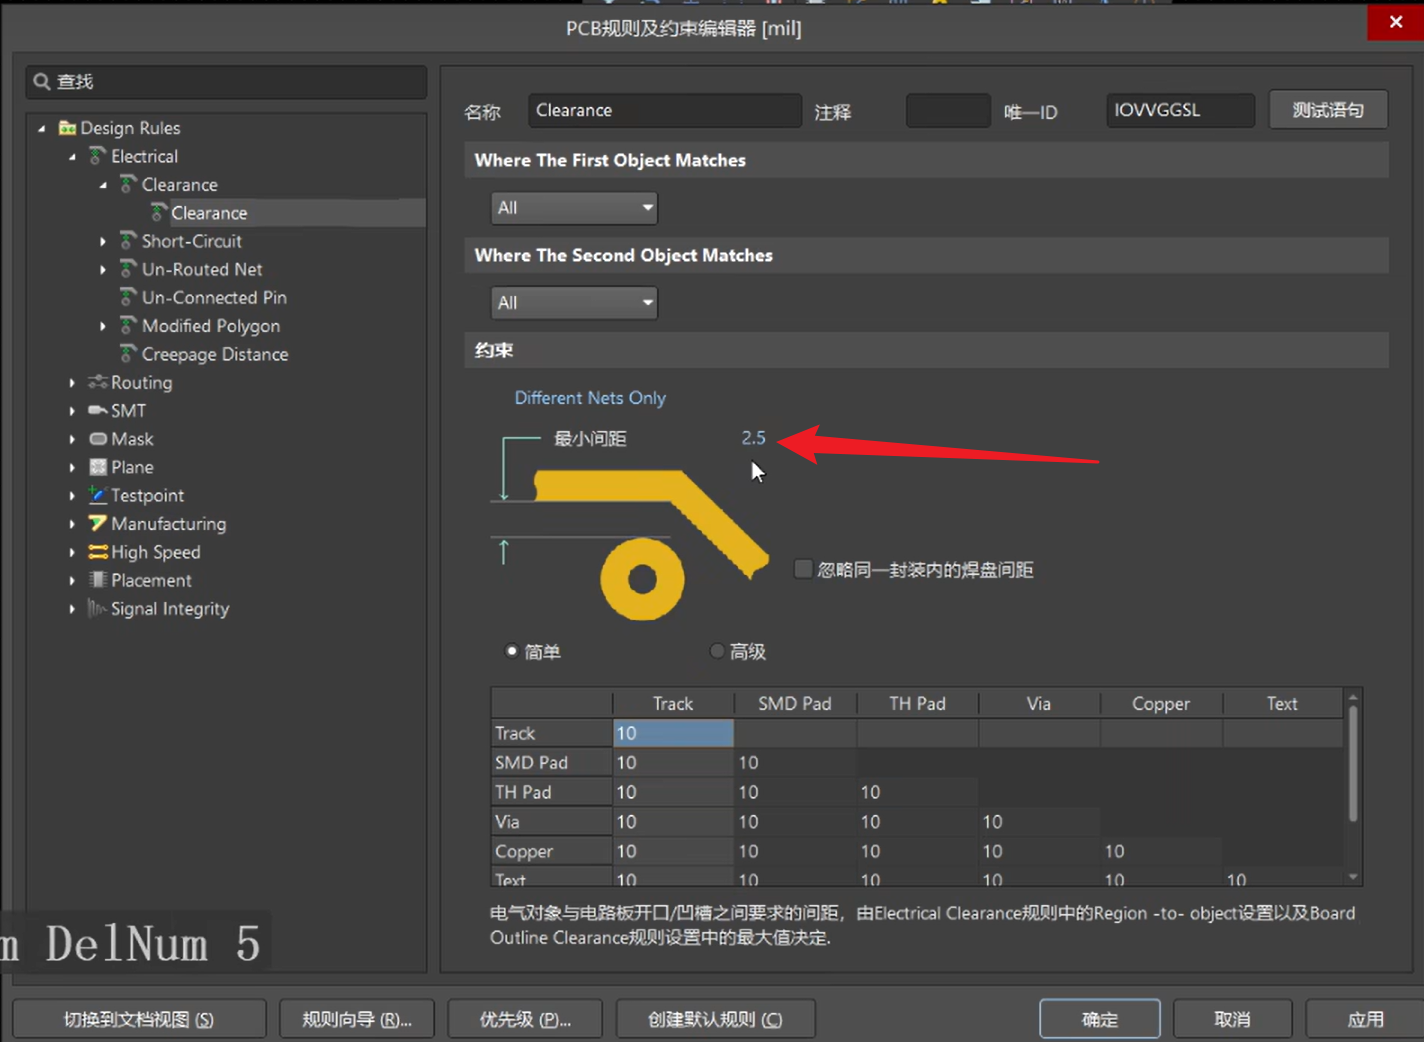 PCB规则及约束编辑器 [mil]
查找
Design Rules
Electrical
Clearance
Clearance
Short-Circuit
Un-Routed Net
Un-Connected Pin
Modified Polygon
Creepage Distance
Routing
SMT
Mask
Plane
Testpoint
Manufacturing
High Speed
Placement
Signal Integrity
名称 Clearance 注释 唯一ID IOVVGGSL 测试语句
Where The First Object Matches
All
Where The Second Object Matches
All
约束
Different Nets Only
最小间距 2.5
忽略同一封装内的焊盘间距
简单 高级
Track SMD Pad TH Pad Via Copper Text
Track 10
SMD Pad 10 10
TH Pad 10 10 10
Via 10 10 10 10
Copper 10 10 10 10 10
Text 10 10 10 10 10 10
电气对象与电路板开口/凹槽之间要求的间距，由Electrical Clearance规则中的Region -to- object设置以及Board
Outline Clearance规则设置中的最大值决定.
m DelNum 5
切换到文档视图 (S) 规则向导 (R)... 优先级 (P)... 创建默认规则 (C) 确定 取消 应用